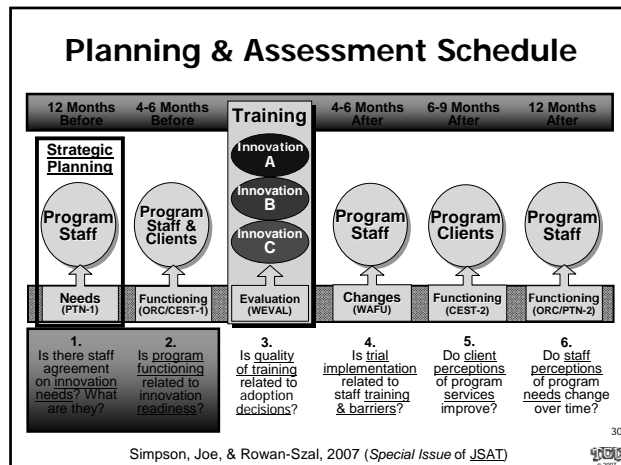 Planning & Assessment Schedule
12 Months
Before
4-6 Months
Before
Training
4-6 Months
After
6-9 Months
After
12 Months
After
Strategic
Planning
Program
Staff
Program
Staff &
Clients
Innovation
A
Innovation
B
Innovation
C
Program
Staff
Program
Clients
Program
Staff
Needs
(PTN-1)
Functioning
(ORC/CEST-1)
Evaluation
(WEVAL)
Changes
(WAFU)
Functioning
(CEST-2)
Functioning
(ORC/PTN-2)
1.
Is there staff
agreement
on innovation
needs? What
are they?
2.
Is program
functioning
related to
innovation
readiness?
3.
Is quality
of training
related to
adoption
decisions?
4.
Is trial
implementation
related to
staff training
& barriers?
5.
Do client
perceptions
of program
services
improve?
6.
Do staff
perceptions
of program
needs change
over time?
30
Simpson, Joe, & Rowan-Szal, 2007 (Special Issue of JSAT)
© 2007